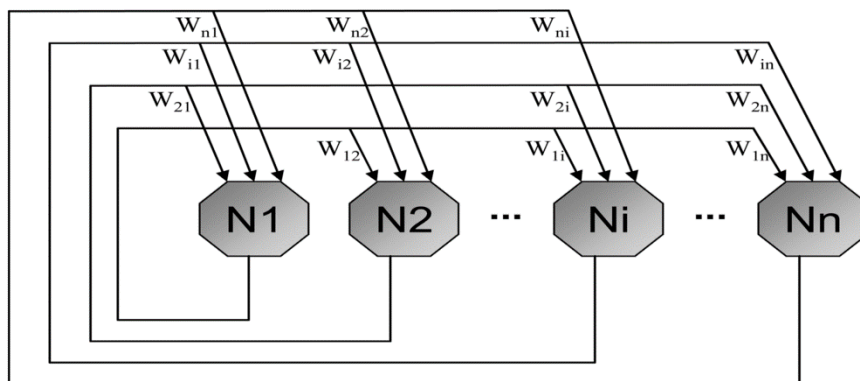 Wn1 Wn2 Wni
Wi1 Wi2 Win
W21 W2i W2n
W12 W1i W1n
N1 N2 ... Ni ... Nn